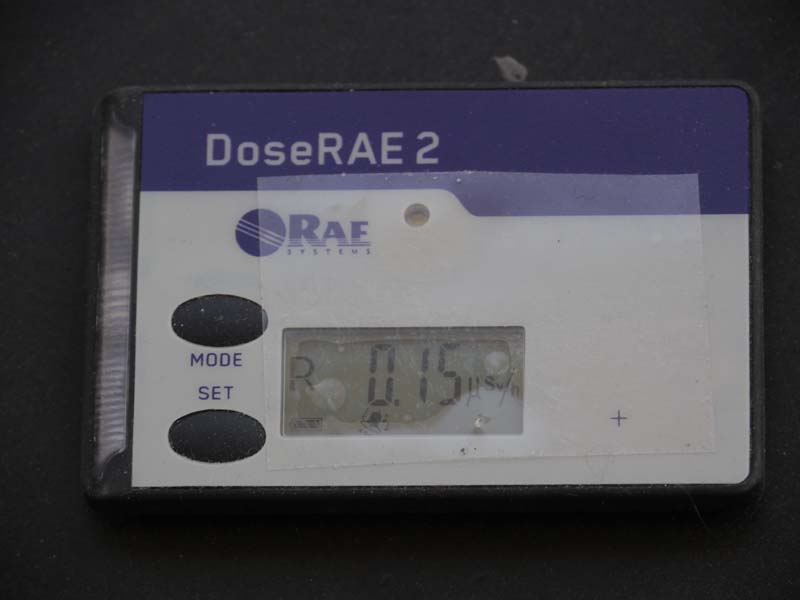 DoseRAE 2
RAE
SYSTEMS
MODE
SET
R 0.15 µSv/h
+